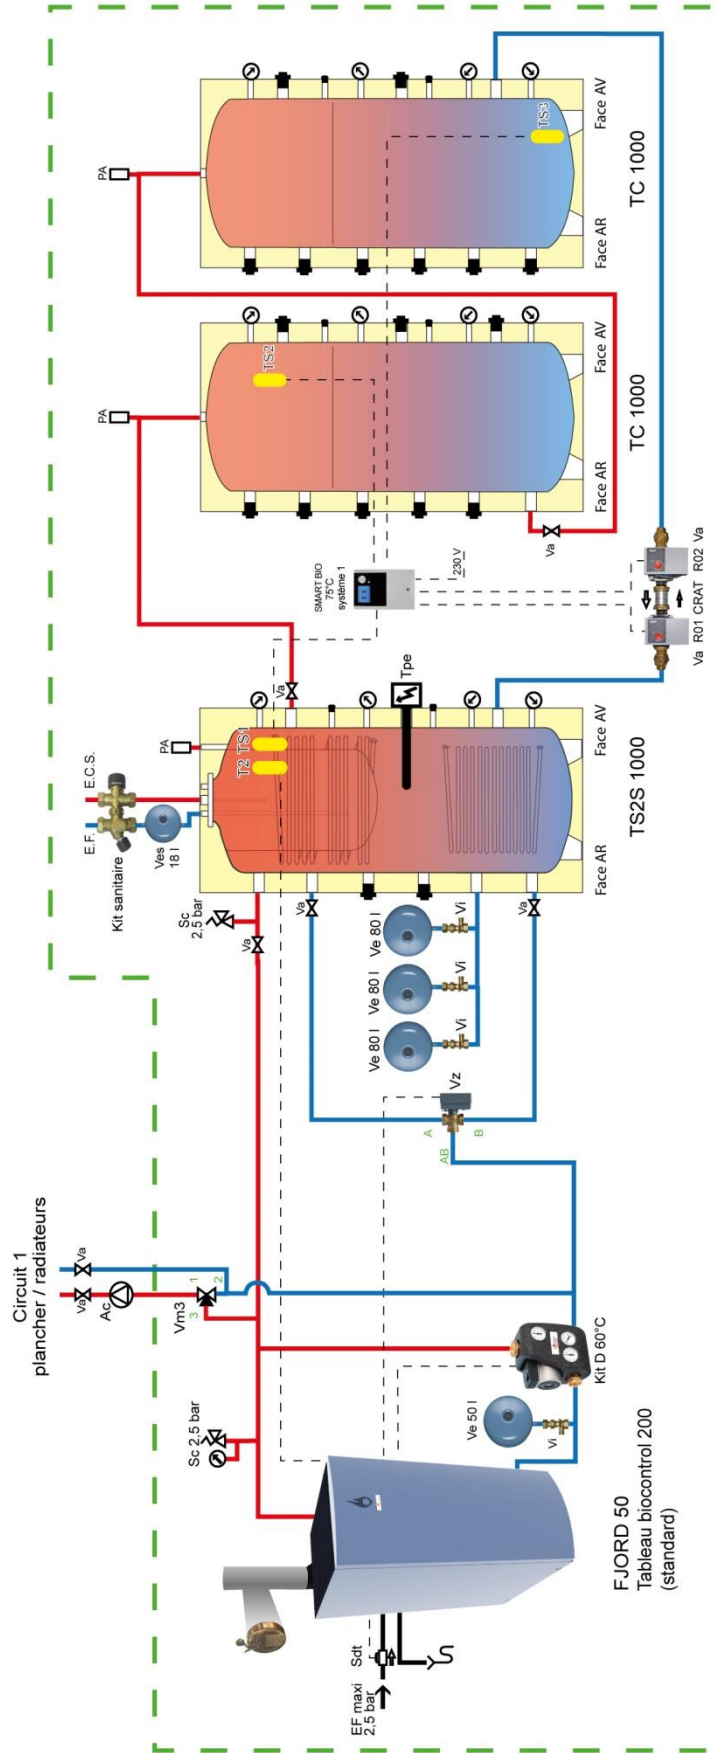 Circuit 1
plancher / radiateurs
Va
Va
Ac
Vm3
1
2
3
Sc 2,5 bar
Kit D 60°C
Ve 50 l
Vi
FJORD 50
Tableau biocontrol 200
(standard)
Sdt
EF maxi
2,5 bar
E.F.
E.C.S.
Kit sanitaire
Ves
18 l
PA
T2
TS1
Sc
2,5 bar
Va
Va
Va
Va
Ve 80 l
Ve 80 l
Ve 80 l
Vi
Vi
Vi
A
AB
B
Vz
Tpe
Face AR
Face AV
TS2S 1000
SMART BIO
75°C
système 1
230 V
Va
R01
CRAT
R02
Va
PA
TS2
Va
Face AR
Face AV
TC 1000
PA
TS3
Face AR
Face AV
TC 1000